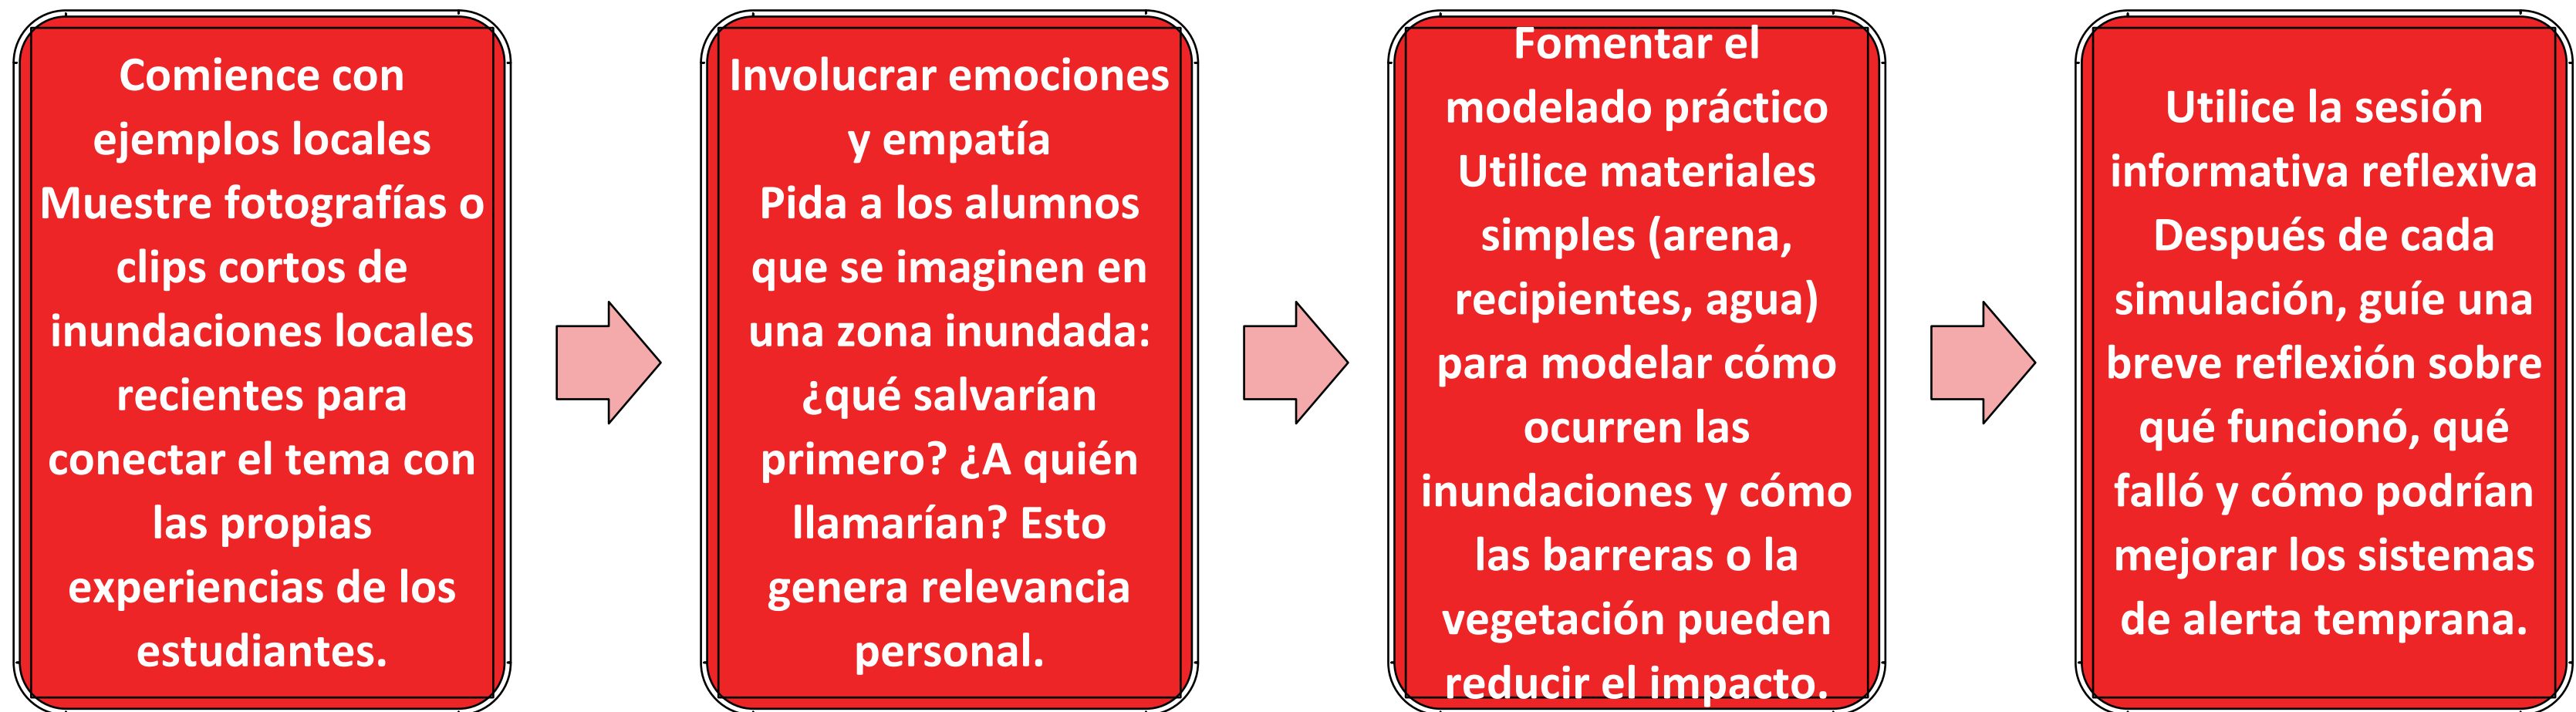 Comience con
ejemplos locales
Muestre fotografías o
clips cortos de
inundaciones locales
recientes para
conectar el tema con
las propias
experiencias de los
estudiantes.
Involucrar emociones
y empatía
Pida a los alumnos
que se imaginen en
una zona inundada:
¿qué salvarían
primero? ¿A quién
llamarían? Esto
genera relevancia
personal.
Fomentar el
modelado práctico
Utilice materiales
simples (arena,
recipientes, agua)
para modelar cómo
ocurren las
inundaciones y cómo
las barreras o la
vegetación pueden
reducir el impacto.
Utilice la sesión
informativa reflexiva
Después de cada
simulación, guíe una
breve reflexión sobre
qué funcionó, qué
falló y cómo podrían
mejorar los sistemas
de alerta temprana.